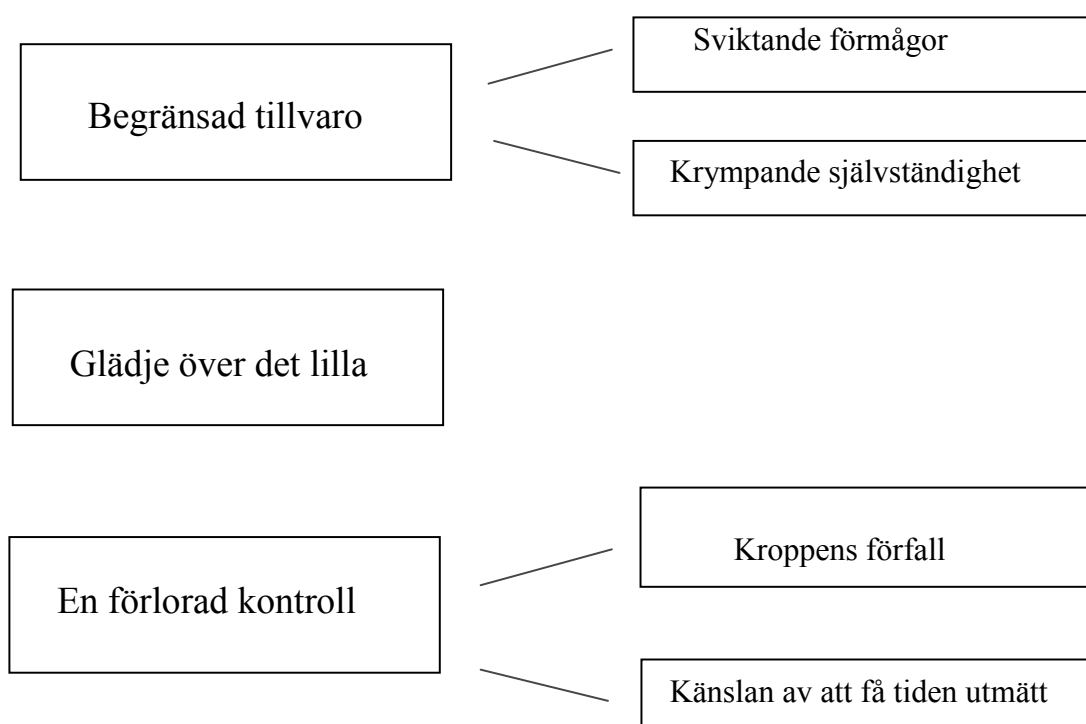 Begränsad tillvaro
Sviktande förmågor
Krympande självständighet
Glädje över det lilla
En förlorad kontroll
Kroppens förfall
Känslan av att få tiden utmätt